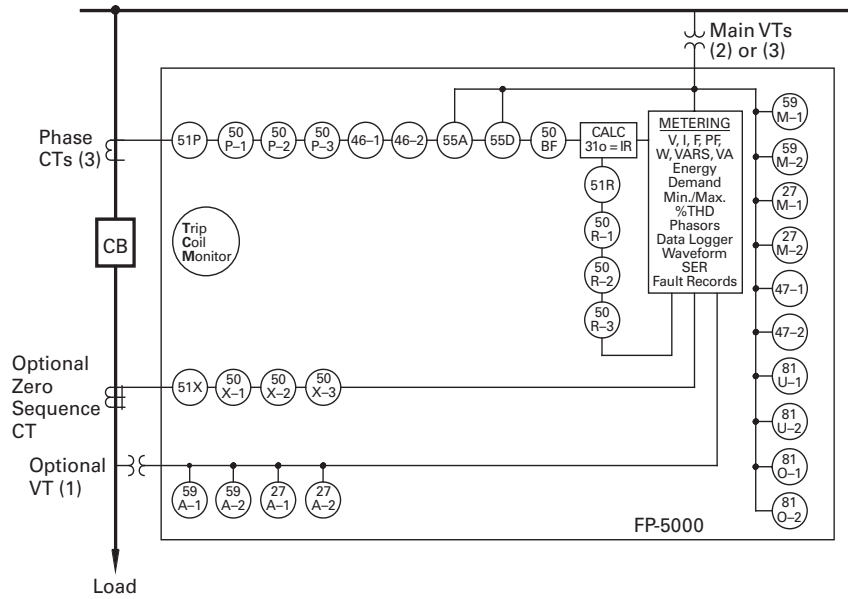 Main VTs
(2) or (3)
Phase
CTs (3)
51P
50
P–1
50
P–2
50
P–3
46–1
46–2
55A
55D
50
BF
CALC
31o = IR
51R
50
R–1
50
R–2
50
R–3
METERING
V, I, F, PF,
W, VARS, VA
Energy
Demand
Min./Max.
%THD
Phasors
Data Logger
Waveform
SER
Fault Records
59
M–1
59
M–2
27
M–1
27
M–2
47–1
47–2
81
U–1
81
U–2
81
O–1
81
O–2
CB
Trip
Coil
Monitor
Optional
Zero
Sequence
CT
51X
50
X–1
50
X–2
50
X–3
Optional
VT (1)
59
A–1
59
A–2
27
A–1
27
A–2
FP-5000
Load